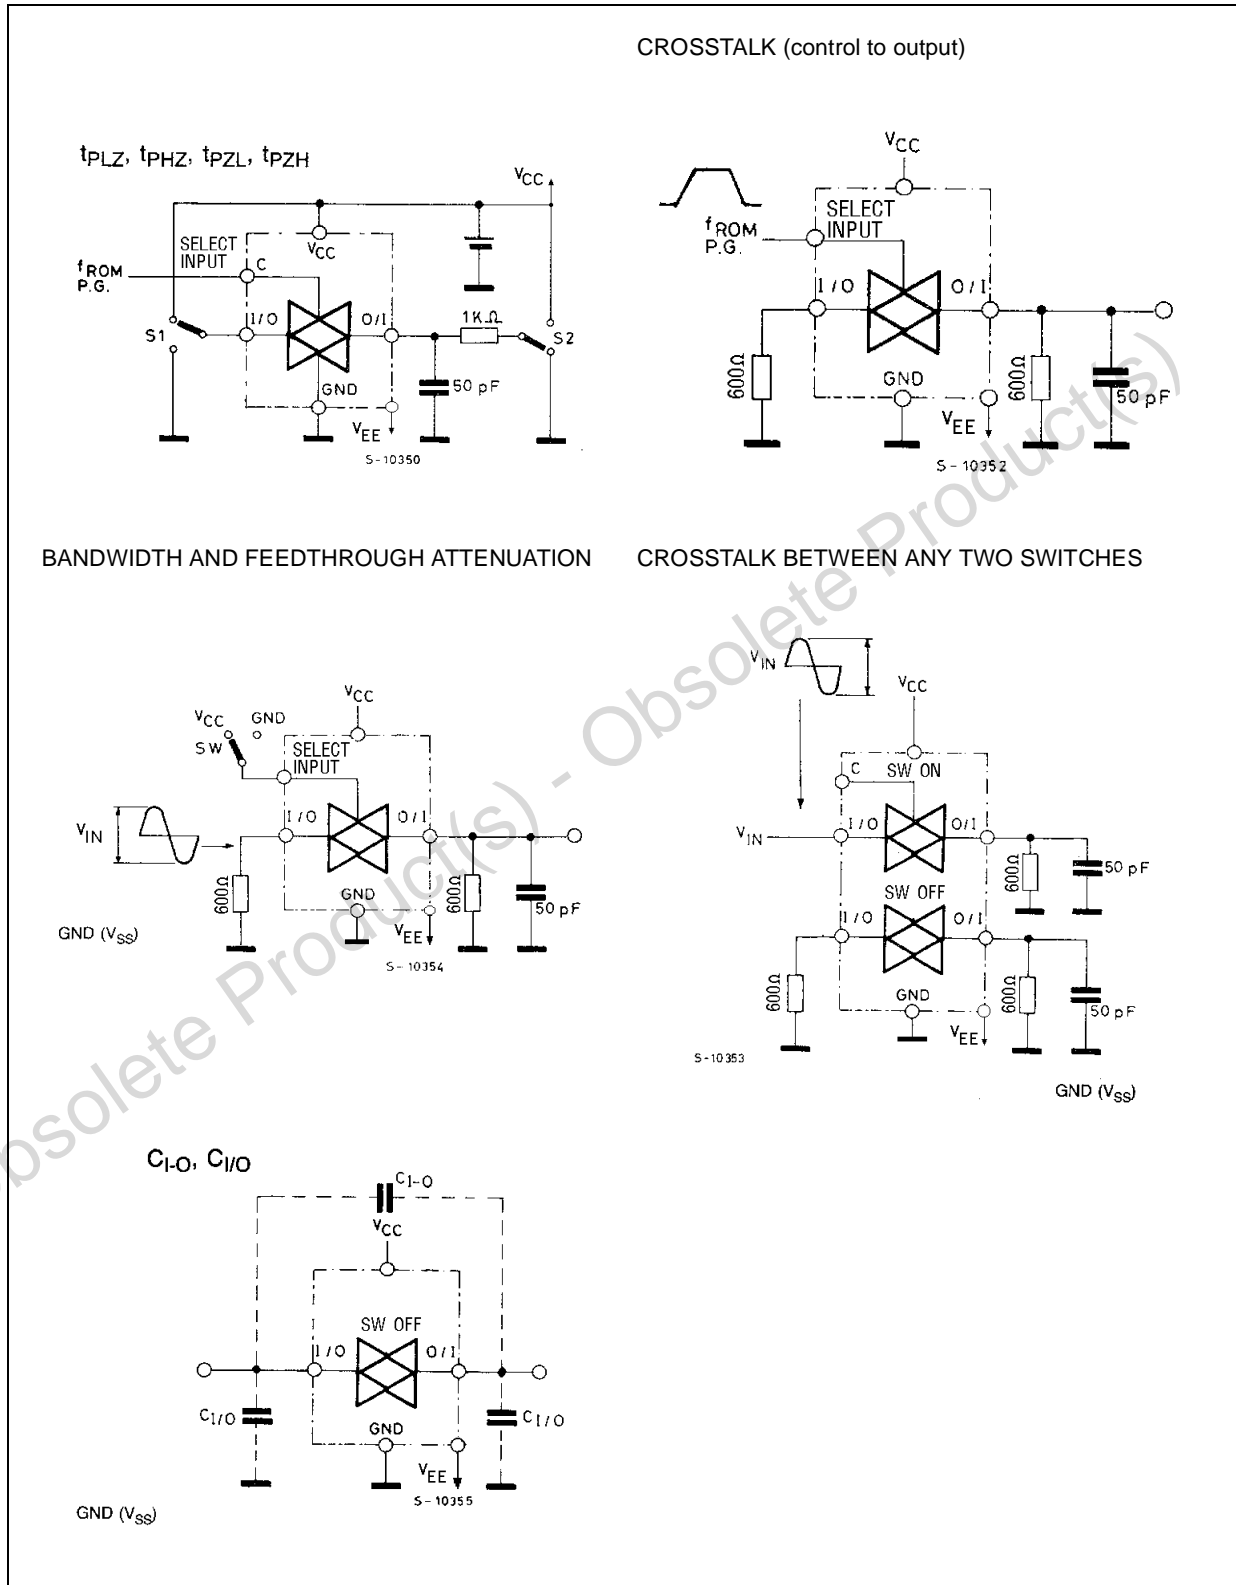 CROSSTALK (control to output)
tPLZ, tPHZ, tPZL, tPZH
VCC
SELECT
INPUT
VCC
fROM
P.G.
C
I/O
O/I
S1
1KΩ
S2
GND
50 pF
VEE
S-10350
VCC
SELECT
INPUT
fROM
P.G.
I/O
O/I
600Ω
GND
600Ω
50 pF
VEE
S-10352
BANDWIDTH AND FEEDTHROUGH ATTENUATION
CROSSTALK BETWEEN ANY TWO SWITCHES
VCC
VCC
GND
SW
SELECT
INPUT
VIN
I/O
O/I
600Ω
GND
600Ω
50 pF
VEE
GND (VSS)
S-10354
VIN
VCC
C
SW ON
VIN
I/O
O/I
600Ω
50 pF
SW OFF
I/O
O/I
600Ω
GND
600Ω
50 pF
VEE
S-10353
GND (VSS)
CI-O, CI/O
CI-O
VCC
SW OFF
I/O
O/I
CI/O
GND
CI/O
VEE
S-10355
GND (VSS)
Obsolete Product(s) - Obsolete Product(s)